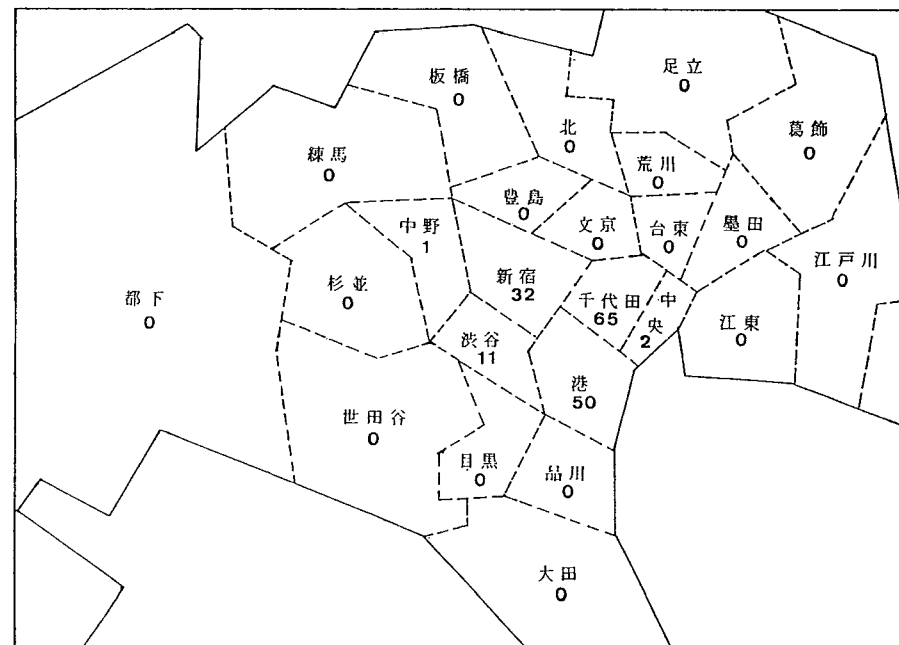 足立
0
板橋
0
北
0
葛飾
0
練馬
0
荒川
0
豊島
0
文京
0
台東
0
墨田
0
中野
1
江戸川
0
新宿
32
杉並
0
都下
0
千代田
65
中央
2
江東
0
渋谷
11
港
50
世田谷
0
目黒
0
品川
0
大田
0